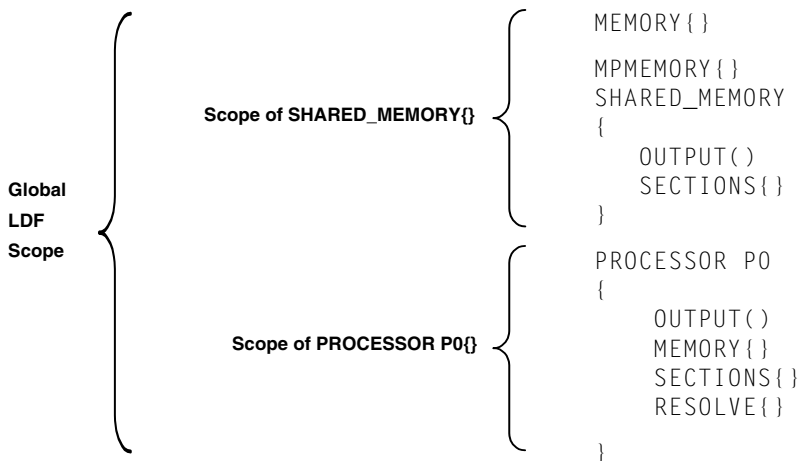 MEMORY{}
MPMEMORY{}
Scope of SHARED_MEMORY{}
SHARED_MEMORY
{
OUTPUT()
SECTIONS{}
}
Global
LDF
Scope
PROCESSOR P0
{
OUTPUT()
Scope of PROCESSOR P0{}
MEMORY{}
SECTIONS{}
RESOLVE{}
}